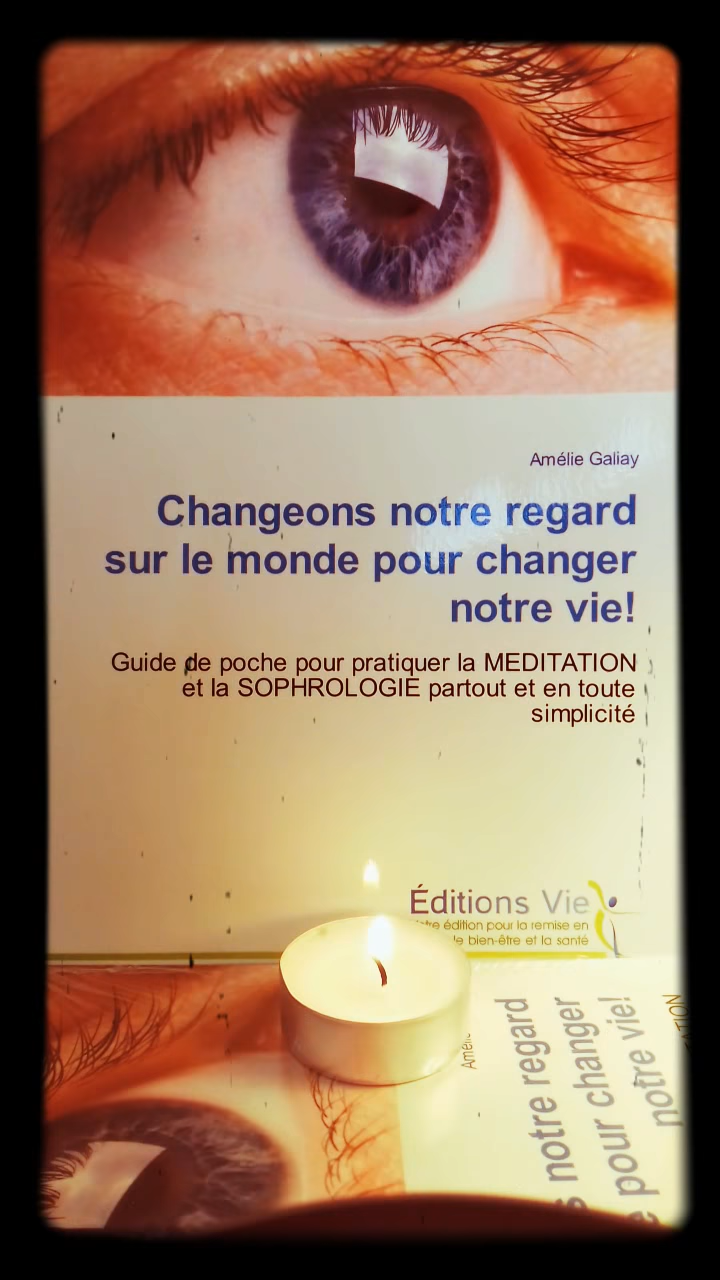 Amélie Galiay
Changeons notre regard
sur le monde pour changer
notre vie!
Guide de poche pour pratiquer la MEDITATION
et la SOPHROLOGIE partout et en toute
simplicité
Éditions Vie
édition pour la remise en
bien-être et la santé
notre regard
pour changer
notre vie!